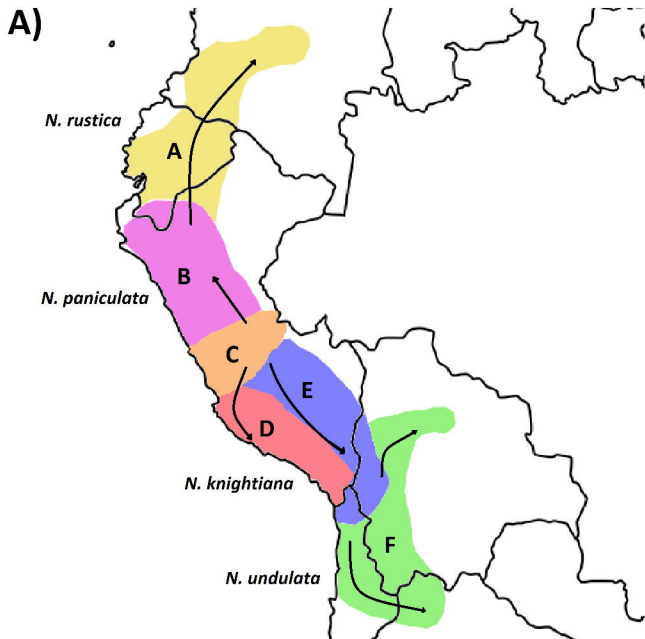 A)
N. rustica
A
B
N. paniculata
C
E
D
N. knightiana
F
N. undulata